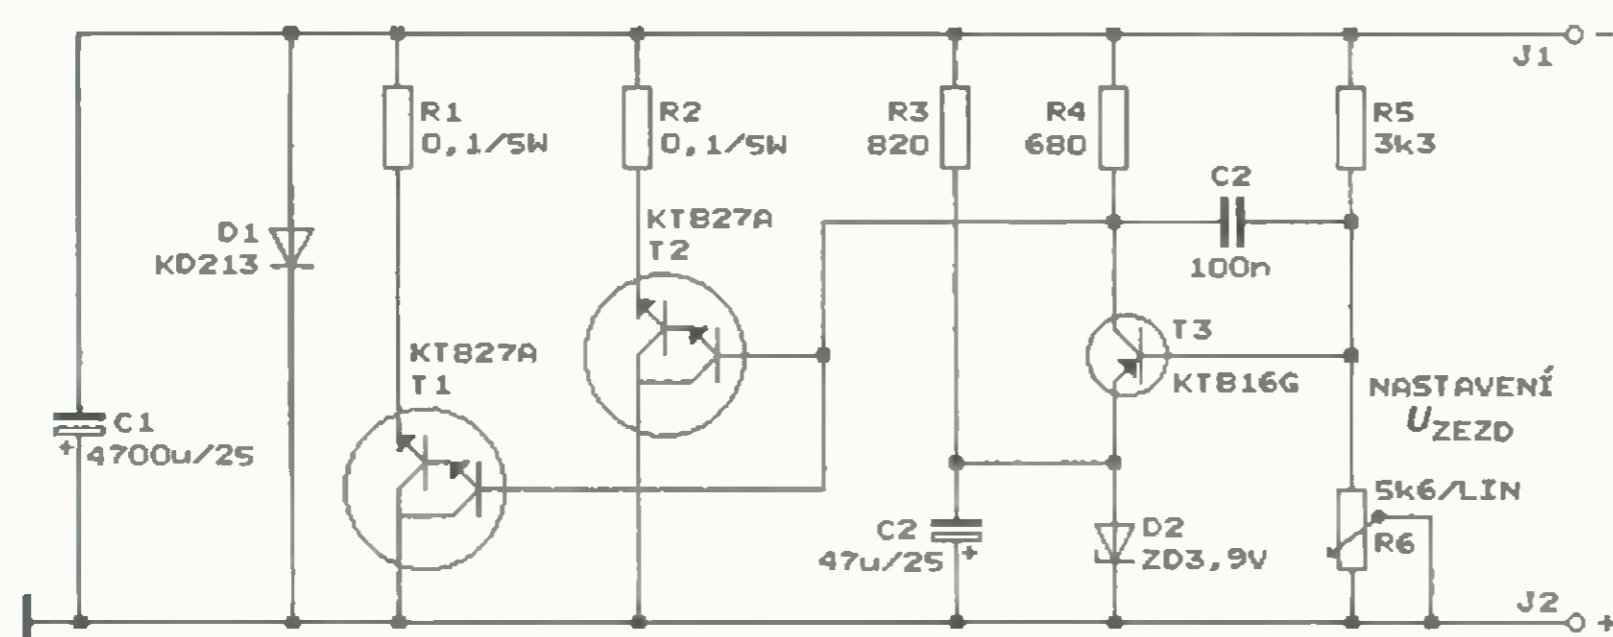 J1
-
R1
0,1/5W
R2
0,1/5W
R3
820
R4
680
R5
3k3
C2
100n
D1
KD213
KT827A
T2
T3
KT816G
KT827A
T1
NASTAVENÍ
UZEZD
C1
+
4700u/25
5k6/LIN
R6
C2
47u/25
+
D2
ZD3,9V
J2
+